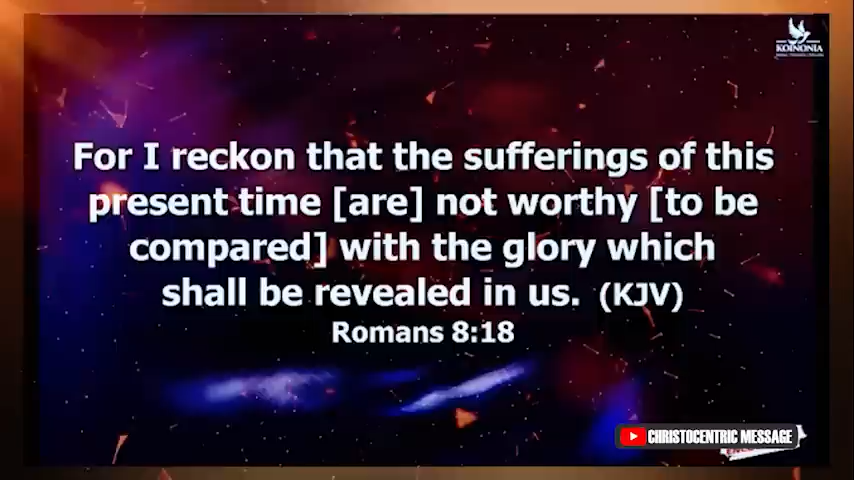 KOINONIA
For I reckon that the sufferings of this
present time [are] not worthy [to be
compared] with the glory which
shall be revealed in us. (KJV)
Romans 8:18
CHRISTOCENTRIC MESSAGE